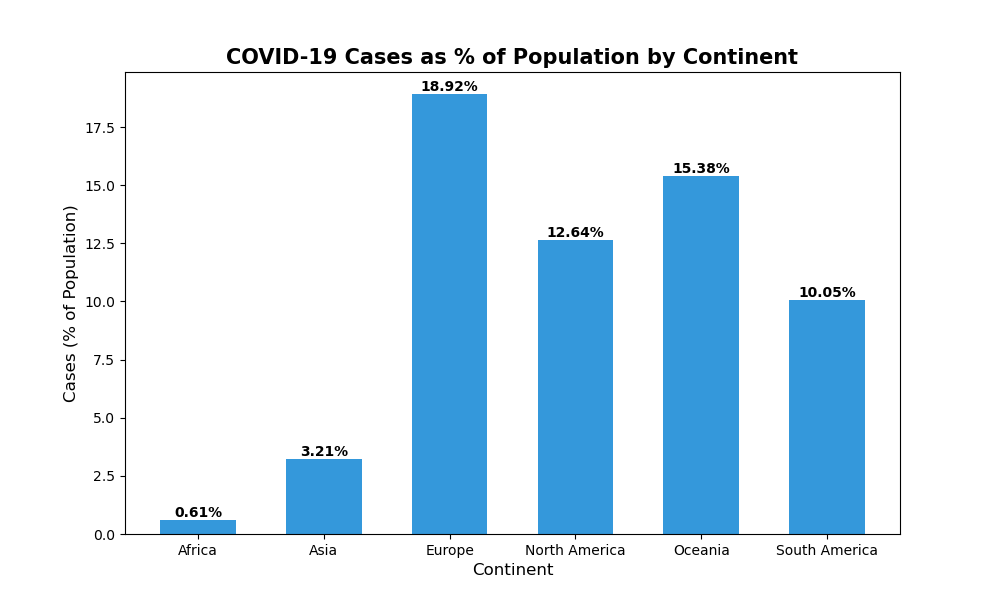 COVID-19 Cases as % of Population by Continent
Cases (% of Population)
17.5
15.0
12.5
10.0
7.5
5.0
2.5
0.0
0.61%
3.21%
18.92%
12.64%
15.38%
10.05%
Africa
Asia
Europe
North America
Oceania
South America
Continent